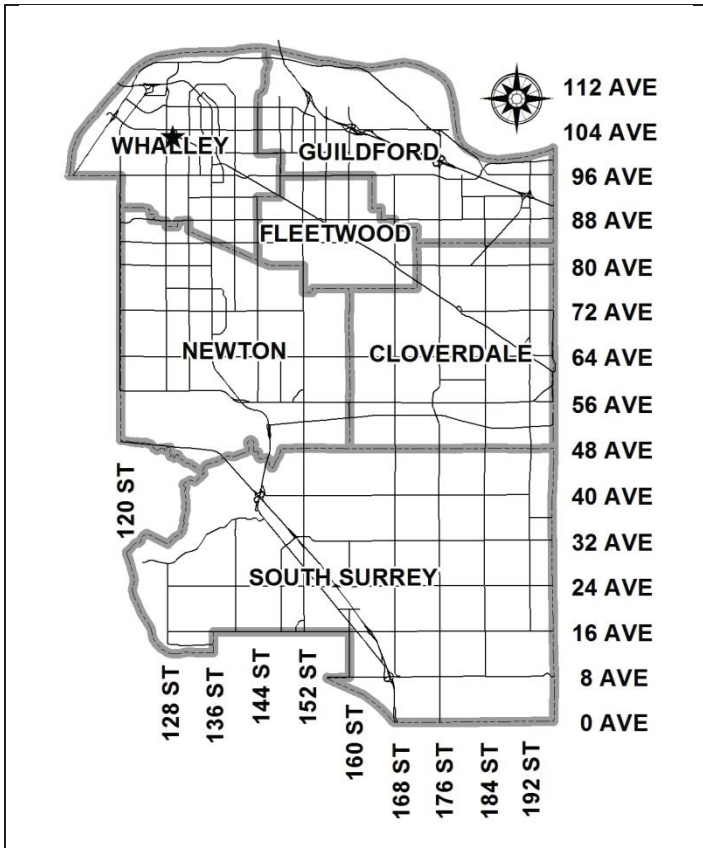 112 AVE
104 AVE
WHALLEY
GUILDFORD
96 AVE
88 AVE
FLEETWOOD
80 AVE
72 AVE
NEWTON
CLOVERDALE
64 AVE
56 AVE
48 AVE
120 ST
40 AVE
32 AVE
SOUTH SURREY
24 AVE
16 AVE
128 ST
136 ST
144 ST
152 ST
160 ST
8 AVE
0 AVE
168 ST
176 ST
184 ST
192 ST